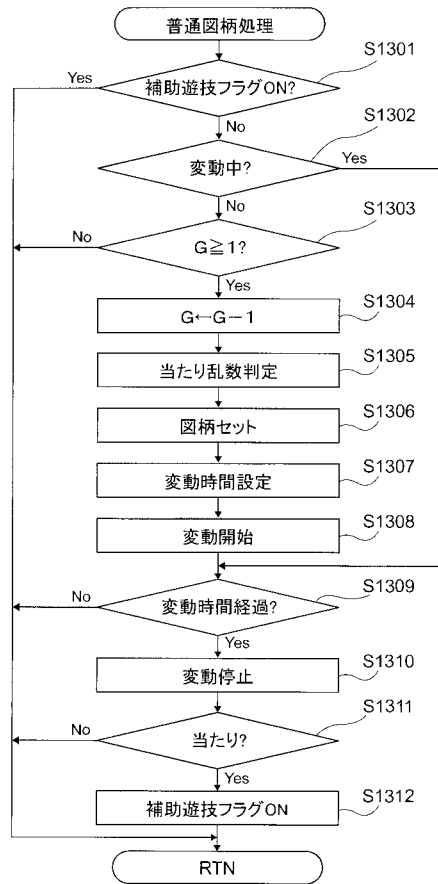 普通図柄処理
S1301
補助遊技フラグON?
Yes
No
S1302
変動中?
Yes
No
S1303
G≧1?
No
Yes
S1304
G←G−1
S1305
当たり乱数判定
S1306
図柄セット
S1307
変動時間設定
S1308
変動開始
S1309
変動時間経過?
No
Yes
S1310
変動停止
S1311
当たり?
No
Yes
S1312
補助遊技フラグON
RTN